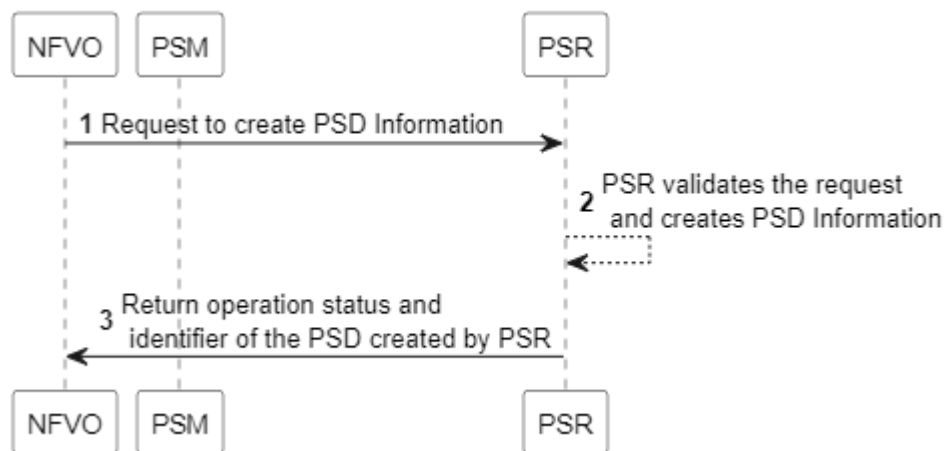 NFVO PSM PSR
1 Request to create PSD Information
PSR validates the request
2 and creates PSD Information
Return operation status and
3 identifier of the PSD created by PSR
NFVO PSM PSR